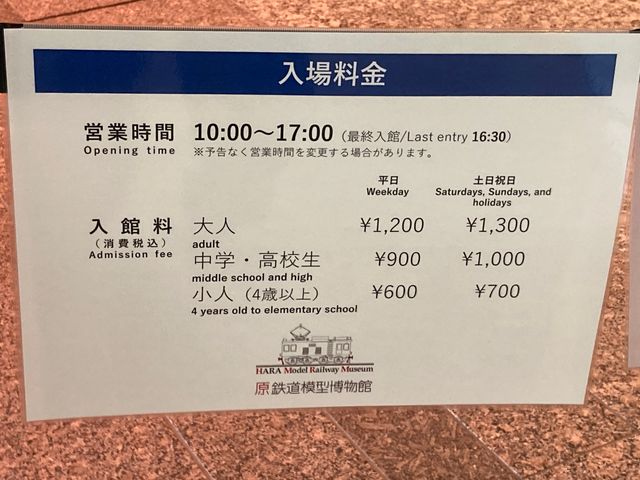 入場料金
営業時間 10:00～17:00（最終入館/Last entry 16:30）
Opening time ※予告なく営業時間を変更する場合があります。
平日 土日祝日
Weekday Saturdays, Sundays, and
holidays
入館料 大人 ¥1,200 ¥1,300
（消費税込） adult
Admission fee 中学・高校生 ¥900 ¥1,000
middle school and high
小人（4歳以上） ¥600 ¥700
4 years old to elementary school
HARA Model Railway Museum
原鉄道模型博物館